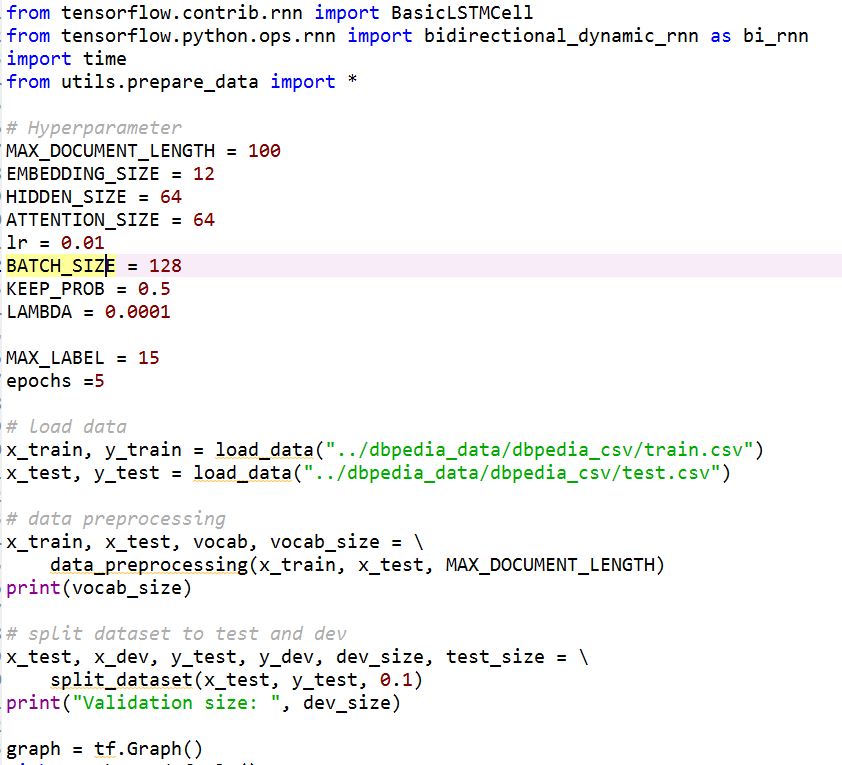 from tensorflow.contrib.rnn import BasicLSTMCell
from tensorflow.python.ops.rnn import bidirectional_dynamic_rnn as bi_rnn
import time
from utils.prepare_data import *
# Hyperparameter
MAX_DOCUMENT_LENGTH = 100
EMBEDDING_SIZE = 12
HIDDEN_SIZE = 64
ATTENTION_SIZE = 64
lr = 0.01
BATCH_SIZE = 128
KEEP_PROB = 0.5
LAMBDA = 0.0001
MAX_LABEL = 15
epochs =5
# load data
x_train, y_train = load_data("../dbpedia_data/dbpedia_csv/train.csv")
x_test, y_test = load_data("../dbpedia_data/dbpedia_csv/test.csv")
# data preprocessing
x_train, x_test, vocab, vocab_size = \
    data_preprocessing(x_train, x_test, MAX_DOCUMENT_LENGTH)
print(vocab_size)
# split dataset to test and dev
x_test, x_dev, y_test, y_dev, dev_size, test_size = \
    split_dataset(x_test, y_test, 0.1)
print("Validation size: ", dev_size)
graph = tf.Graph()